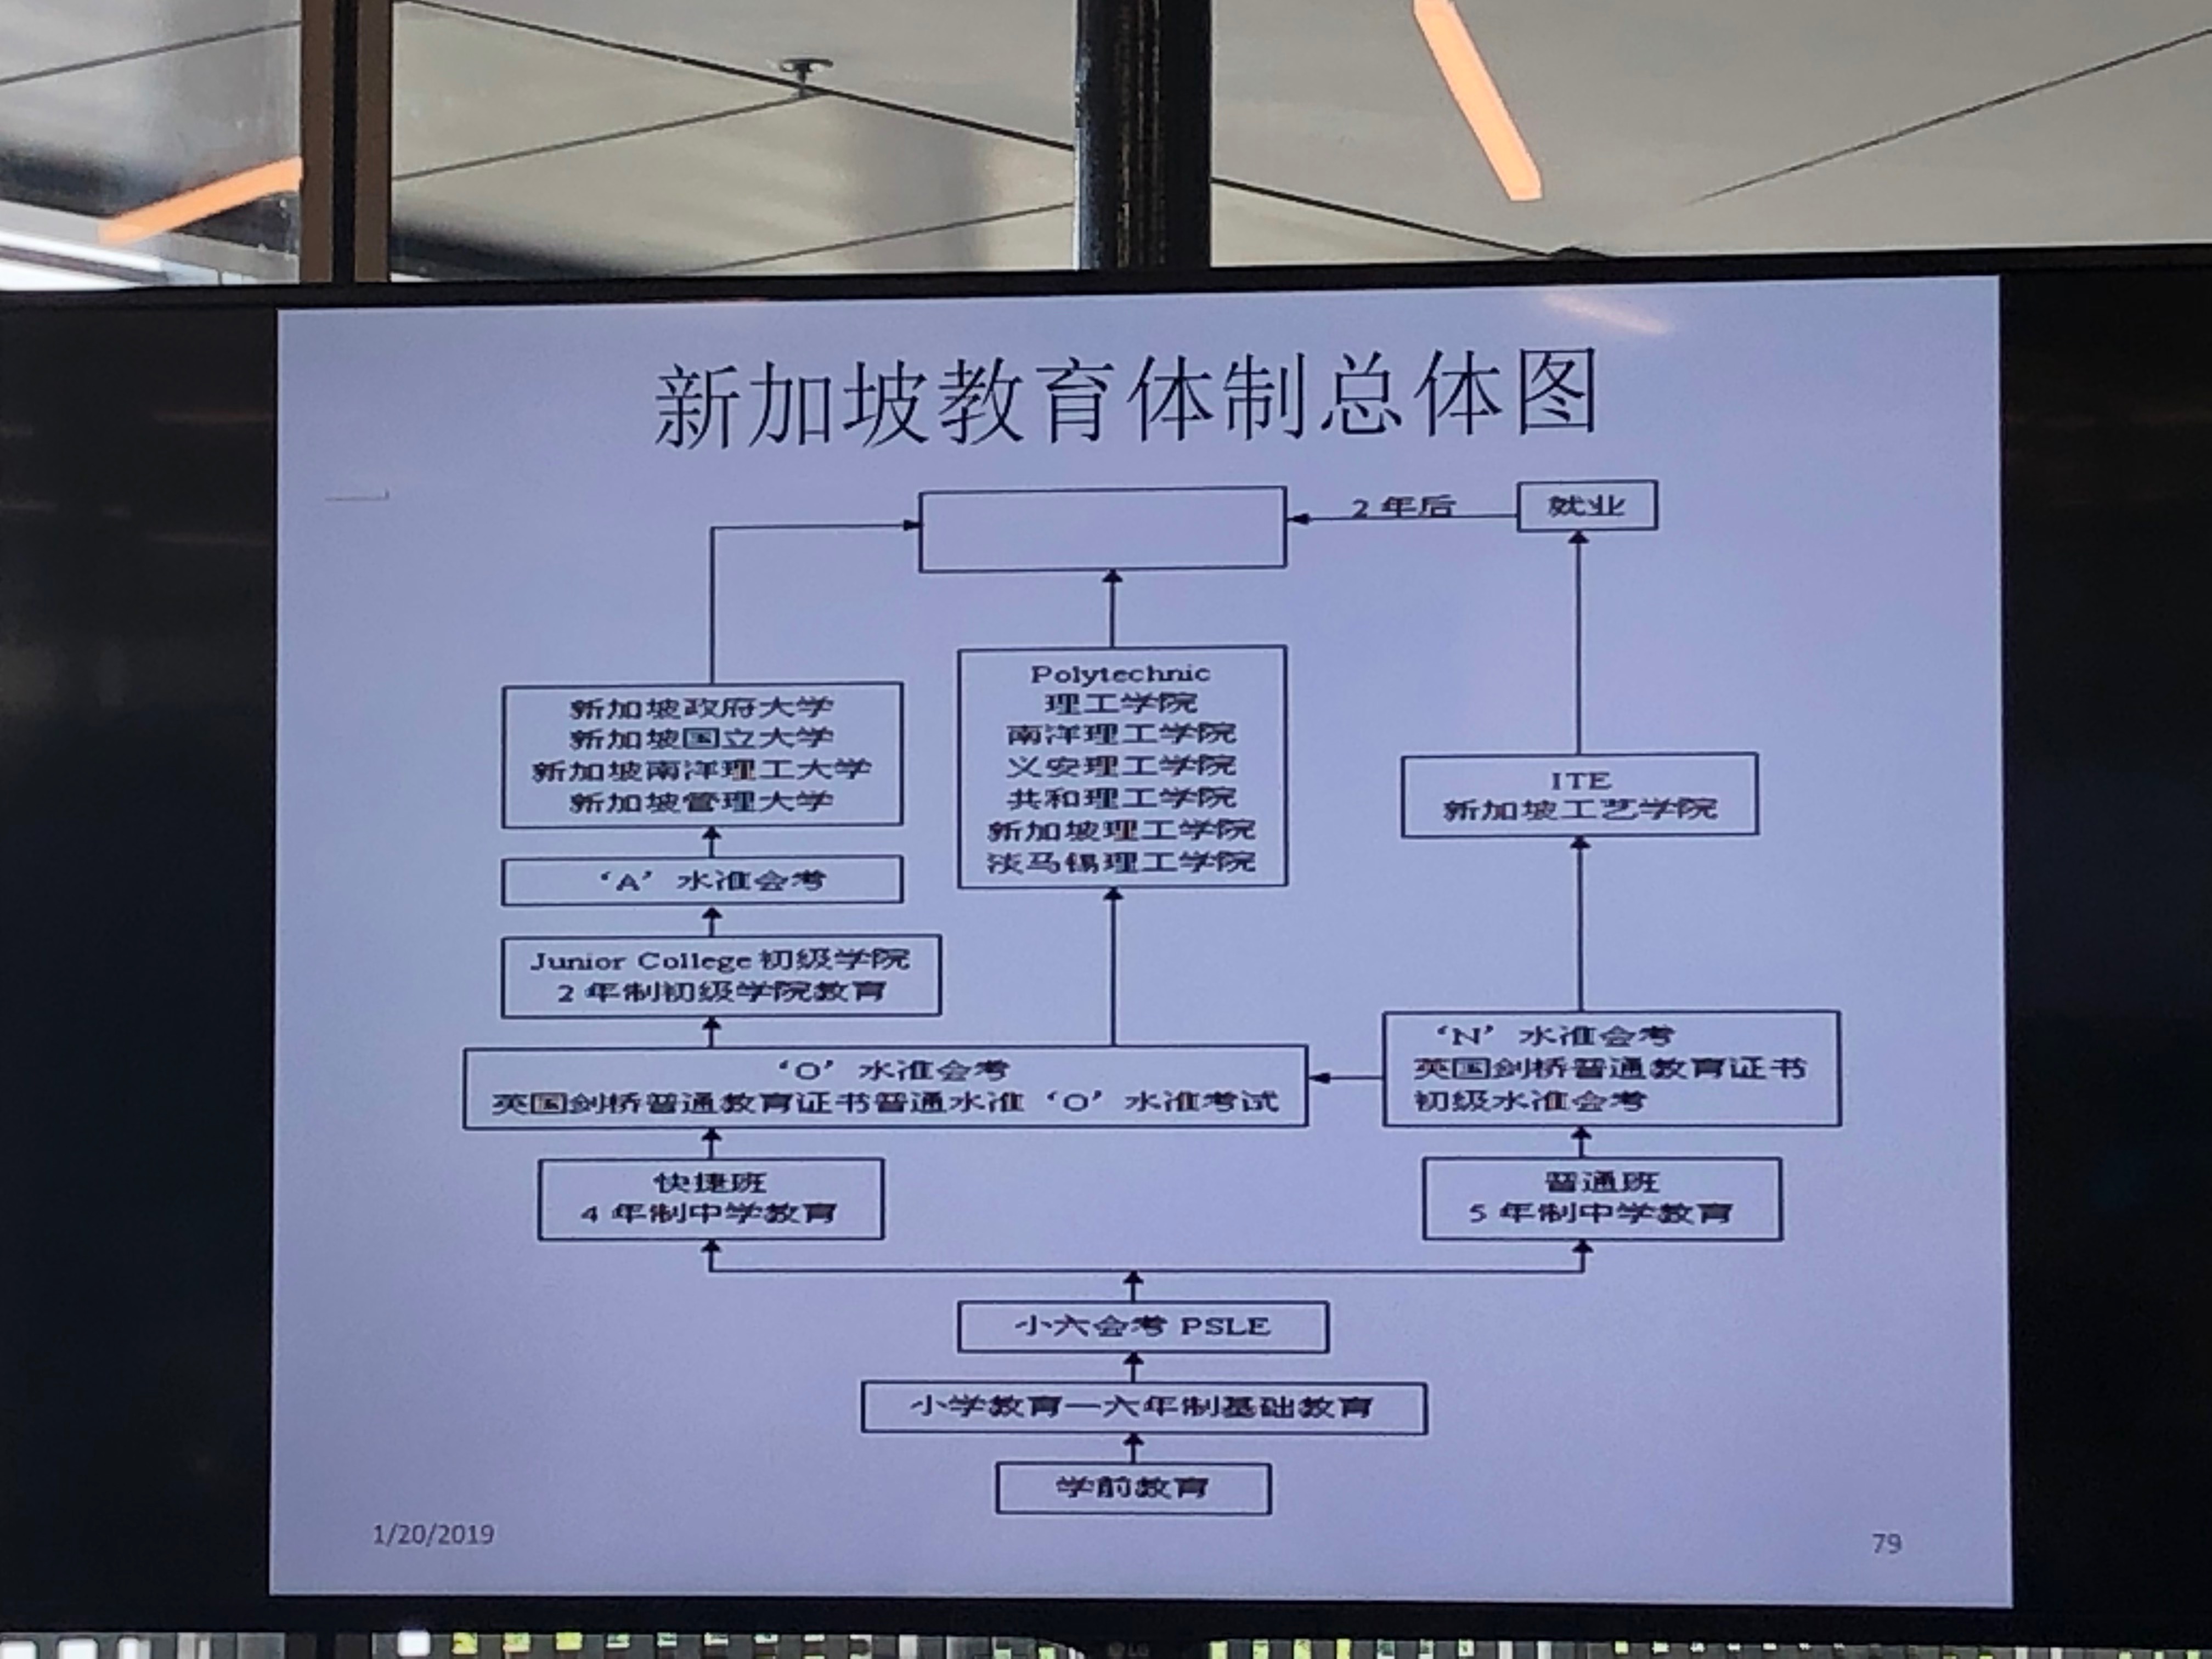 新加坡教育体制总体图
2 年后
就业
Polytechnic
理工学院
南洋理工学院
义安理工学院
共和理工学院
新加坡理工学院
淡马锡理工学院
新加坡政府大学
新加坡国立大学
新加坡南洋理工大学
新加坡管理大学
ITE
新加坡工艺学院
‘A’ 水准会考
Junior College 初级学院
2 年制初级学院教育
‘O’ 水准会考
英国剑桥普通教育证书普通水准‘O’水准考试
‘N’ 水准会考
英国剑桥普通教育证书
初级水准会考
快捷班
4 年制中学教育
普通班
5 年制中学教育
小六会考 PSLE
小学教育—六年制基础教育
学前教育
1/20/2019
79
LG